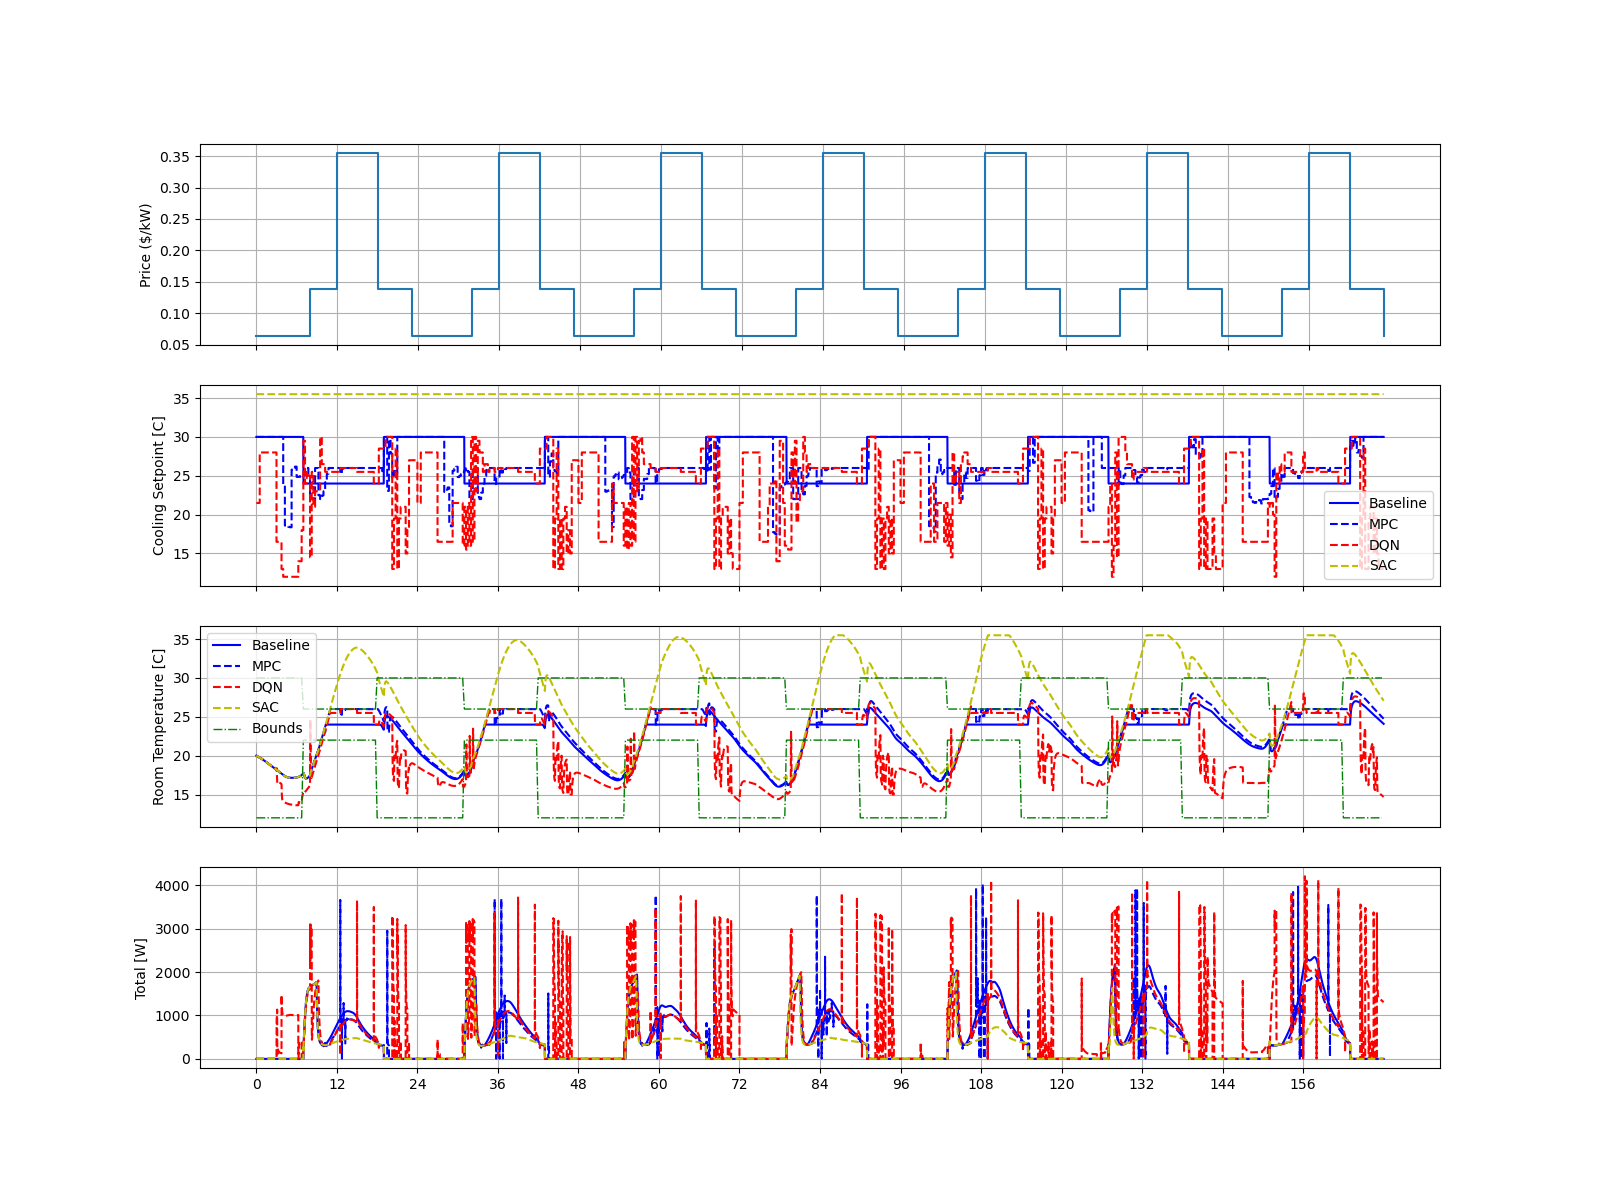 Price ($/kW)
0.35
0.30
0.25
0.20
0.15
0.10
0.05
Cooling Setpoint [C]
35
30
25
20
15
Baseline
MPC
DQN
SAC
Room Temperature [C]
35
30
25
20
15
Baseline
MPC
DQN
SAC
Bounds
Total [W]
4000
3000
2000
1000
0
0 12 24 36 48 60 72 84 96 108 120 132 144 156